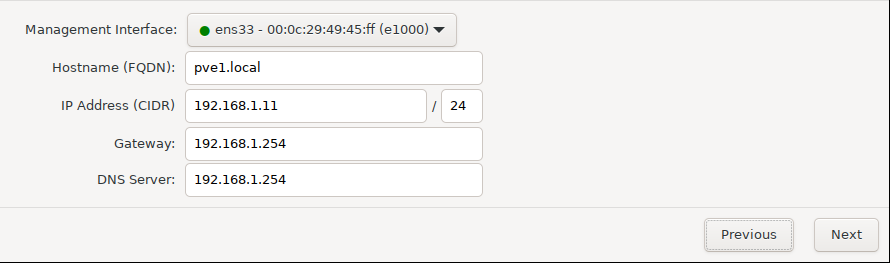 Management Interface: ens33 - 00:0c:29:49:45:ff (e1000)
Hostname (FQDN): pve1.local
IP Address (CIDR) 192.168.1.11 / 24
Gateway: 192.168.1.254
DNS Server: 192.168.1.254
Previous Next